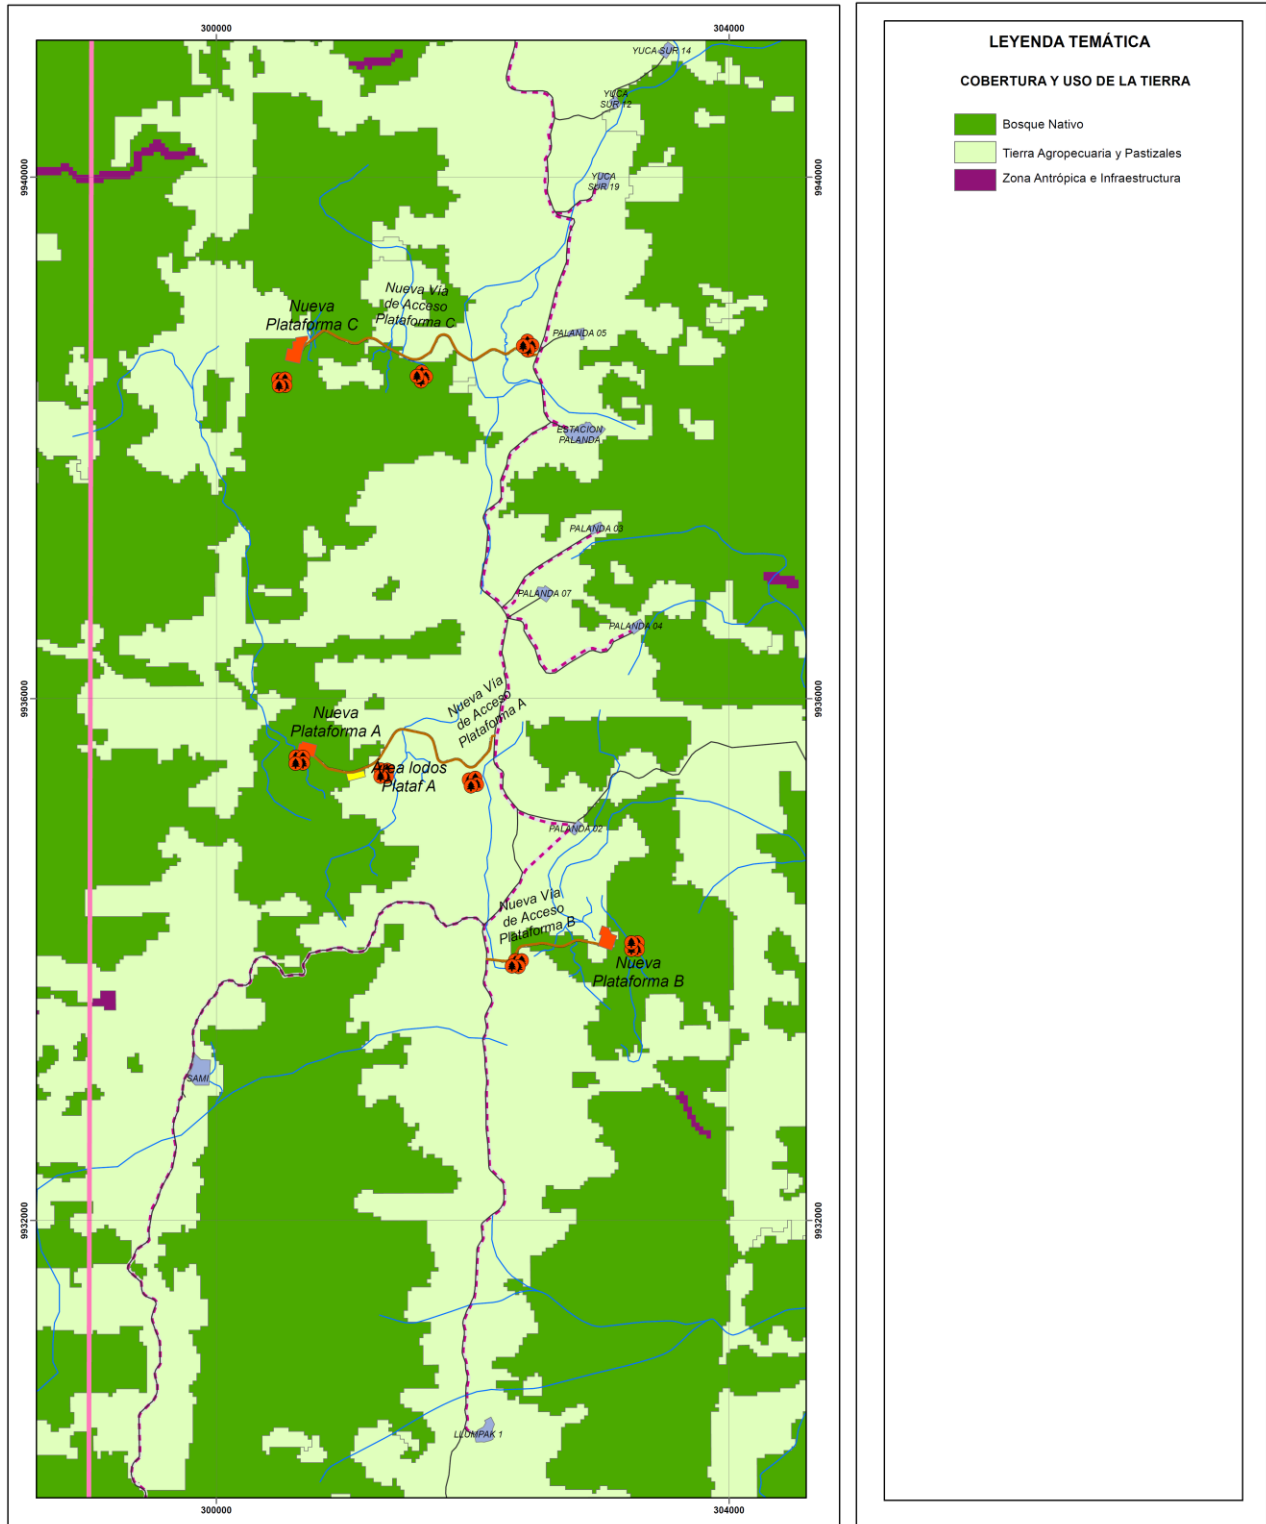 300000
304000
YUCA SUR 14
YUCA
SUR 12
9940000
9940000
YUCA
SUR 19
Nueva Vía
de Acceso
Plataforma C
Nueva
Plataforma C
PALANDA 05
ESTACION
PALANDA
PALANDA 03
PALANDA 07
PALANDA 04
9936000
9936000
Nueva Vía
de Acceso
Plataforma A
Nueva
Plataforma A
Area lodos
Plataf A
PALANDA 02
Nueva Vía
de Acceso
Plataforma B
Nueva
Plataforma B
SAMI
9932000
9932000
LLUMPAK 1
300000
304000
LEYENDA TEMÁTICA
COBERTURA Y USO DE LA TIERRA
Bosque Nativo
Tierra Agropecuaria y Pastizales
Zona Antrópica e Infraestructura